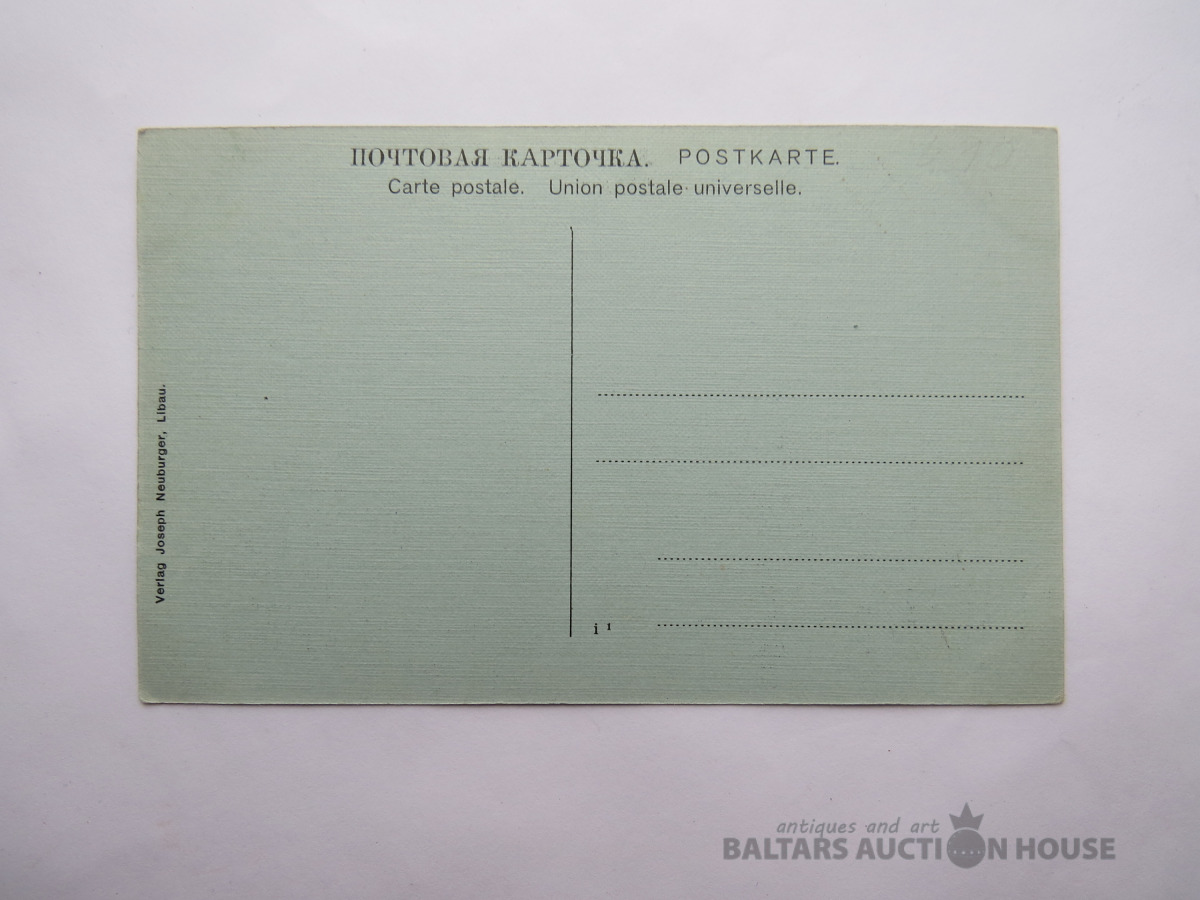 ПОЧТОВАЯ КАРТОЧКА. POSTKARTE.
Carte postale. Union postale universelle.
Verlag Joseph Neuburger, Libau.
i 1
antiques and art
BALTARS AUCTION HOUSE